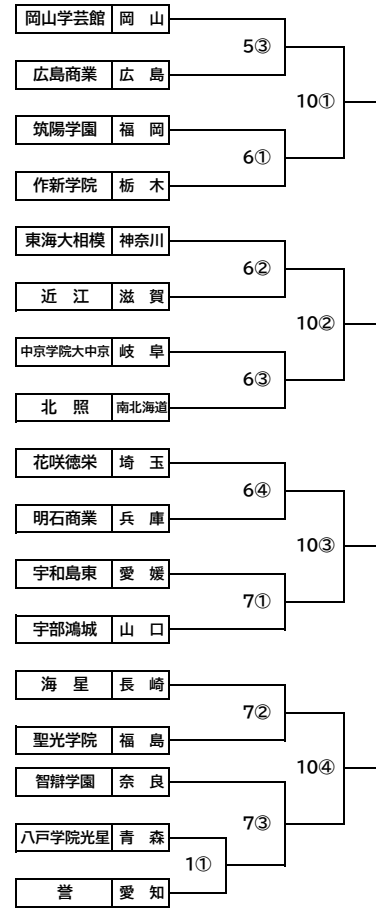 岡山学芸館 岡 山
5③
広島商業 広 島
10①
筑陽学園 福 岡
6①
作新学院 栃 木
東海大相模 神奈川
6②
近 江 滋 賀
10②
中京学院大中京 岐 阜
6③
北 照 南北海道
花咲徳栄 埼 玉
6④
明石商業 兵 庫
10③
宇和島東 愛 媛
7①
宇部鴻城 山 口
海 星 長 崎
7②
聖光学院 福 島
10④
智辯学園 奈 良
7③
八戸学院光星 青 森
1①
誉 愛 知